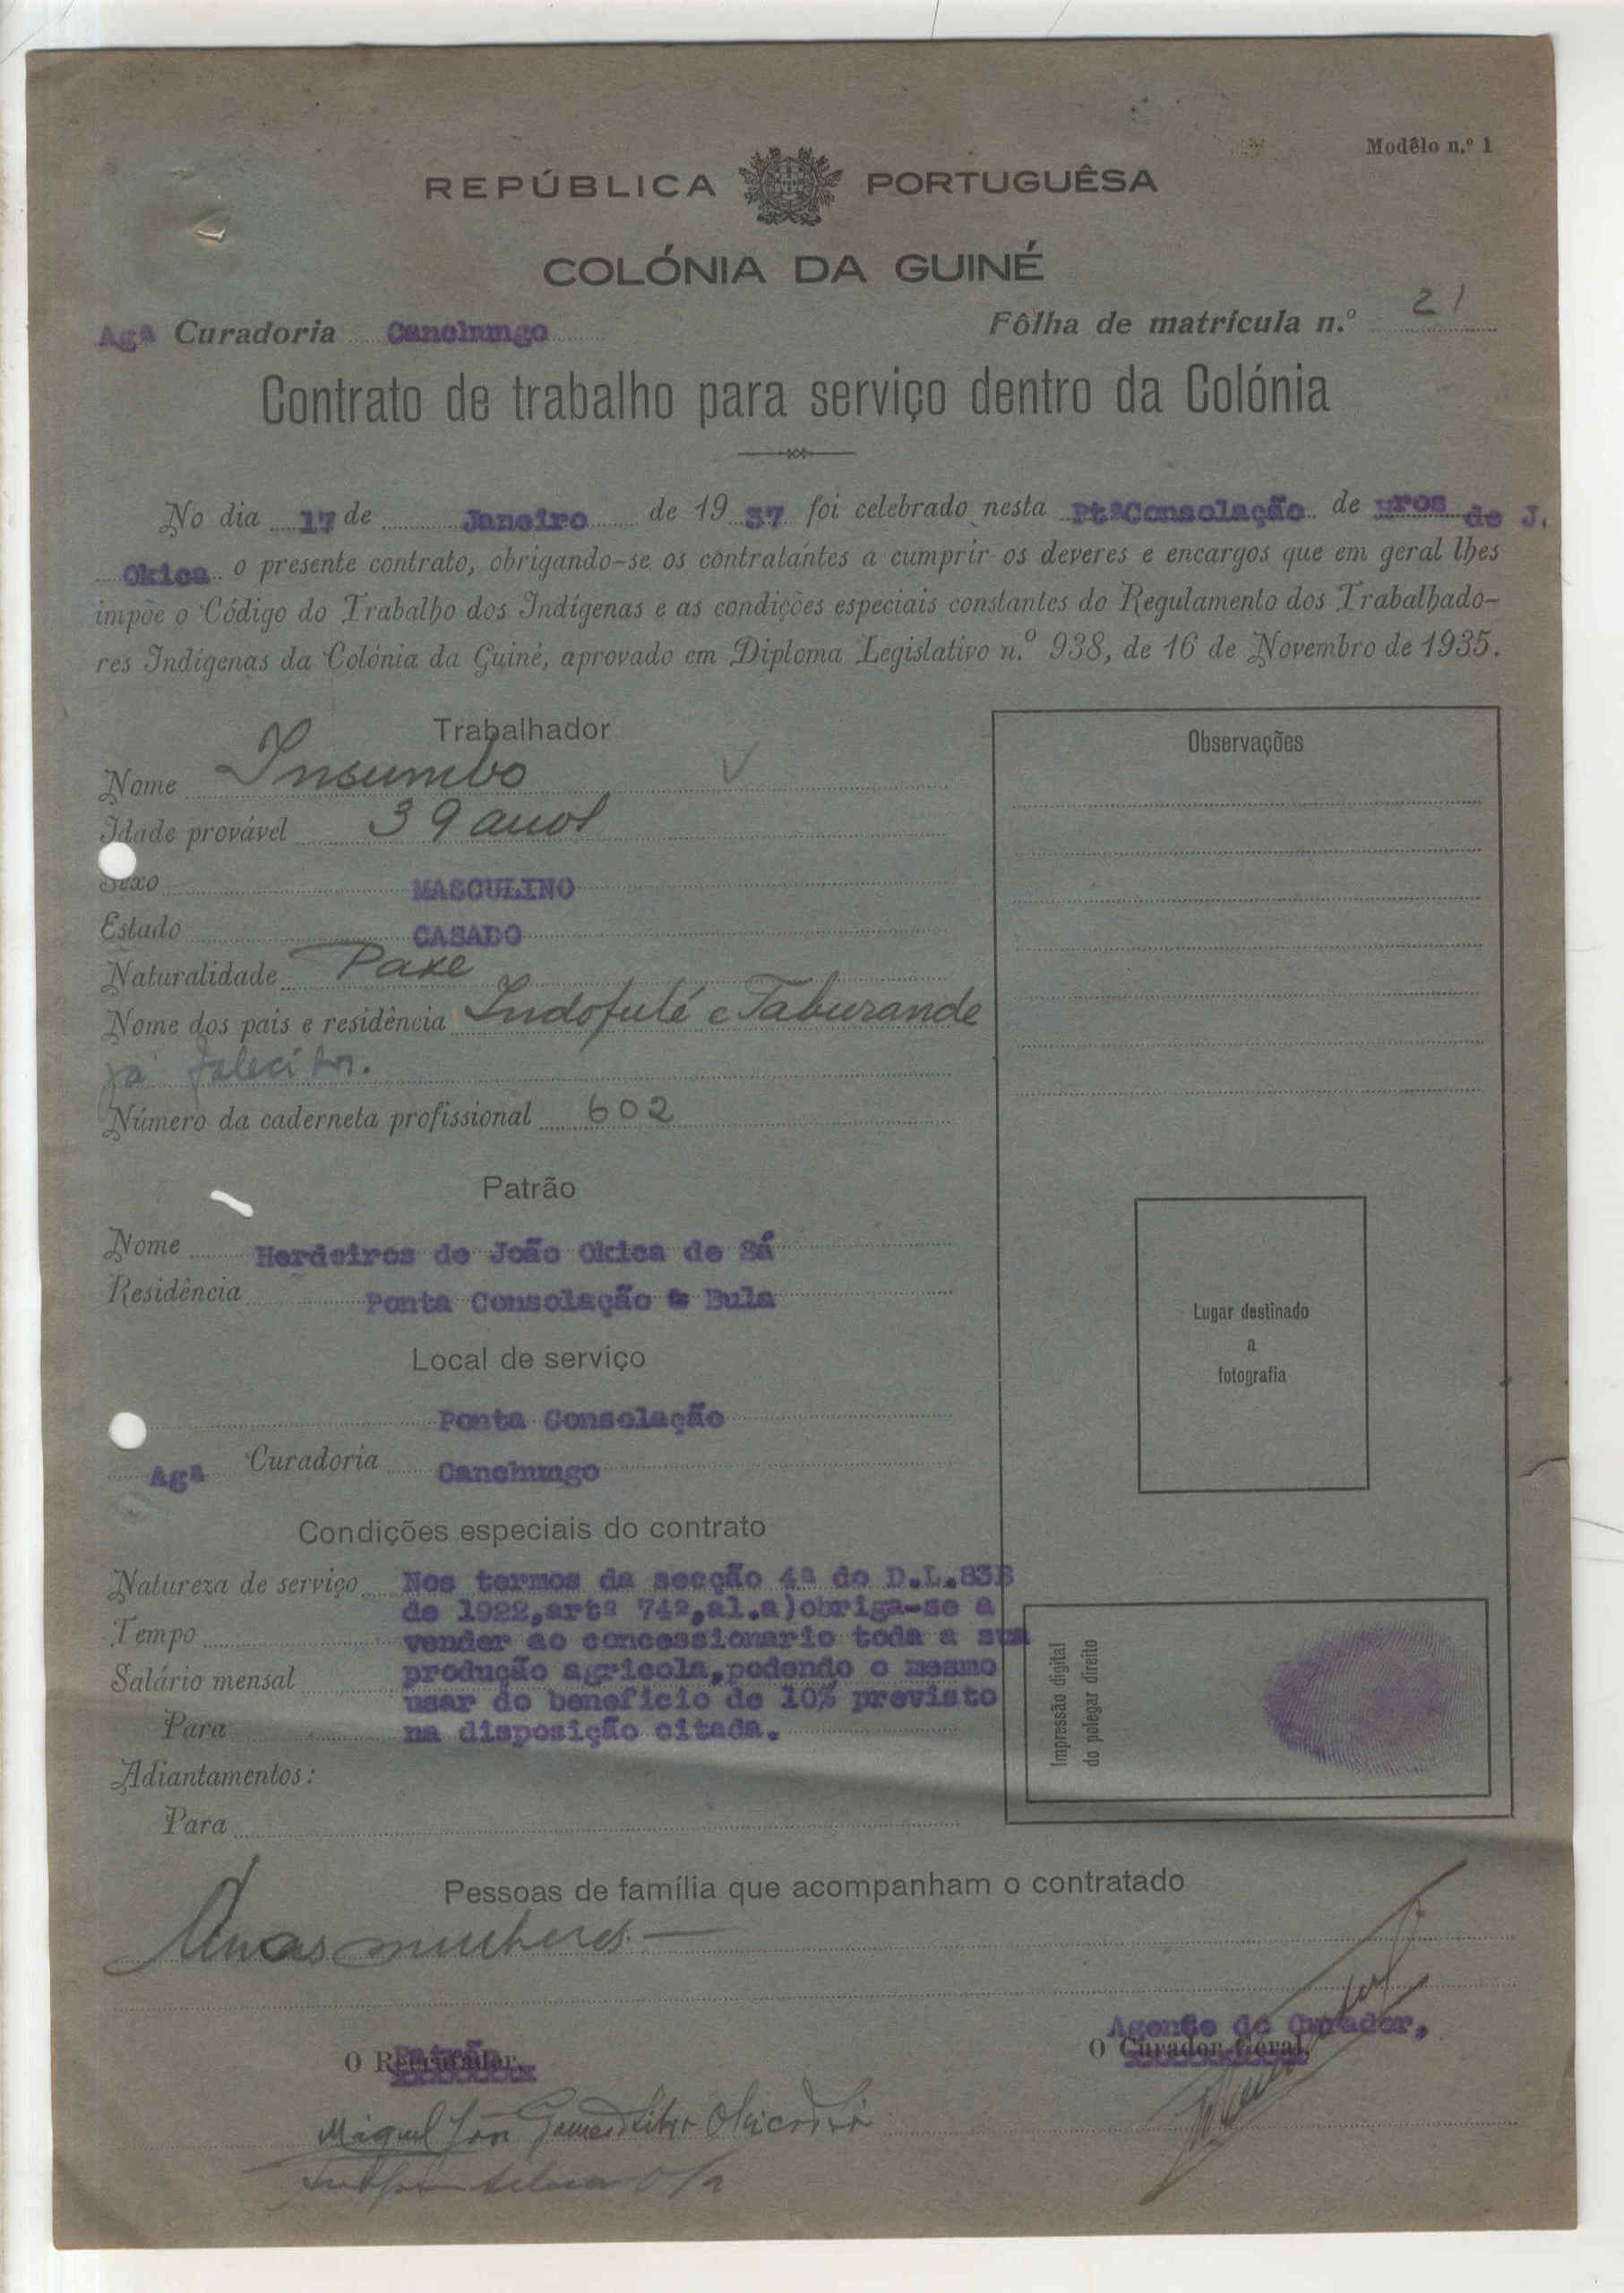 Modêlo n.º 1
REPÚBLICA PORTUGUÊSA
COLÓNIA DA GUINÉ
Agª Curadoria Canchungo Fôlha de matrícula n.º 21
Contrato de trabalho para serviço dentro da Colónia
No dia 17 de Janeiro de 1937 foi celebrado nesta PtªConsolação de Hros de J.
Okica o presente contrato, obrigando-se os contratantes a cumprir os deveres e encargos que em geral lhes
impõe o Código do Trabalho dos Indígenas e as condições especiais constantes do Regulamento dos Trabalhado-
res Indígenas da Colónia da Guiné, aprovado em Diploma Legislativo n.º 938, de 16 de Novembro de 1935.
Trabalhador
Nome Insumbo
Idade provável 39 anos
Sexo MASCULINO
Estado CASADO
Naturalidade Paxe
Nome dos pais e residência Indofulé e Taburande
já falecidos.
Número da caderneta profissional 602
Observações
Patrão
Nome Herdeiros de João Okica de Sá
Residência Ponta Consolação Bula
Local de serviço
Ponta Consolação
Agª Curadoria Canchungo
Lugar destinado
a
fotografia
Condições especiais do contrato
Natureza de serviço Nos termos da secção 4ª do D.L.83B
de 1922,artº 74º,al.a)obriga-se a
Tempo vender ao concessionario toda a sua
Salário mensal produção agricola,podendo o mesmo
usar do beneficio de 10% previsto
Para na disposição citada.
Adiantamentos:
Para
Impressão digital
do polegar direito
Pessoas de família que acompanham o contratado
Duas mulheres
O Recrutador, Patrão
Agente do Curador,
O Curador Geral,
Miguel João